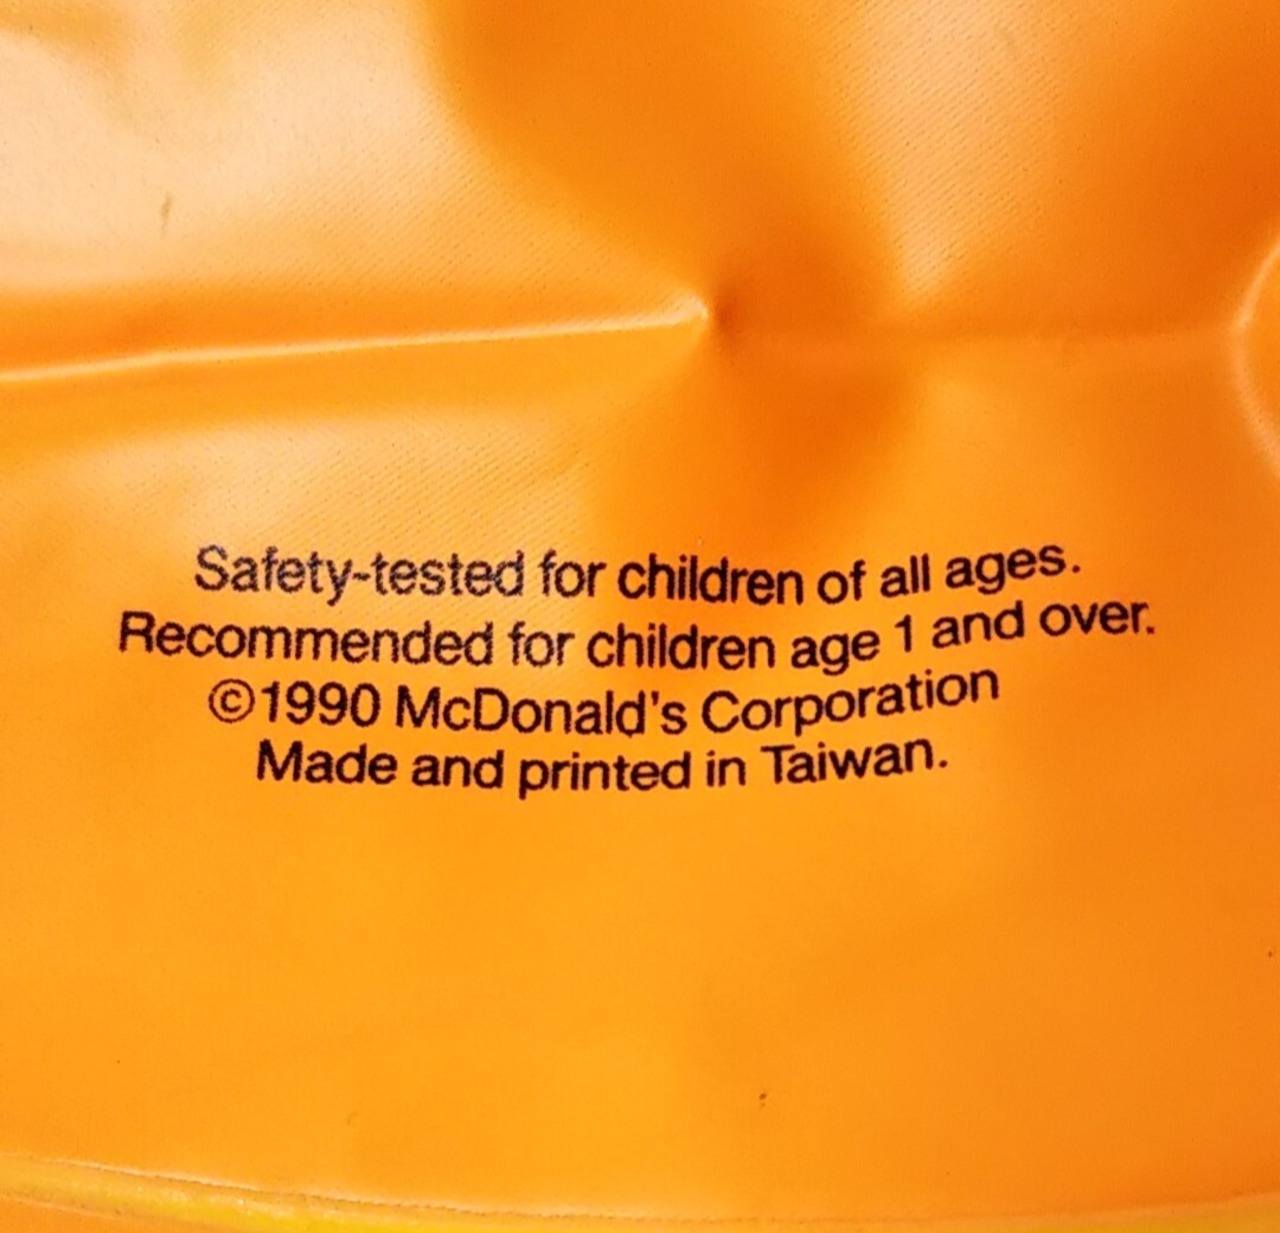 Safety-tested for children of all ages.
Recommended for children age 1 and over.
©1990 McDonald's Corporation
Made and printed in Taiwan.